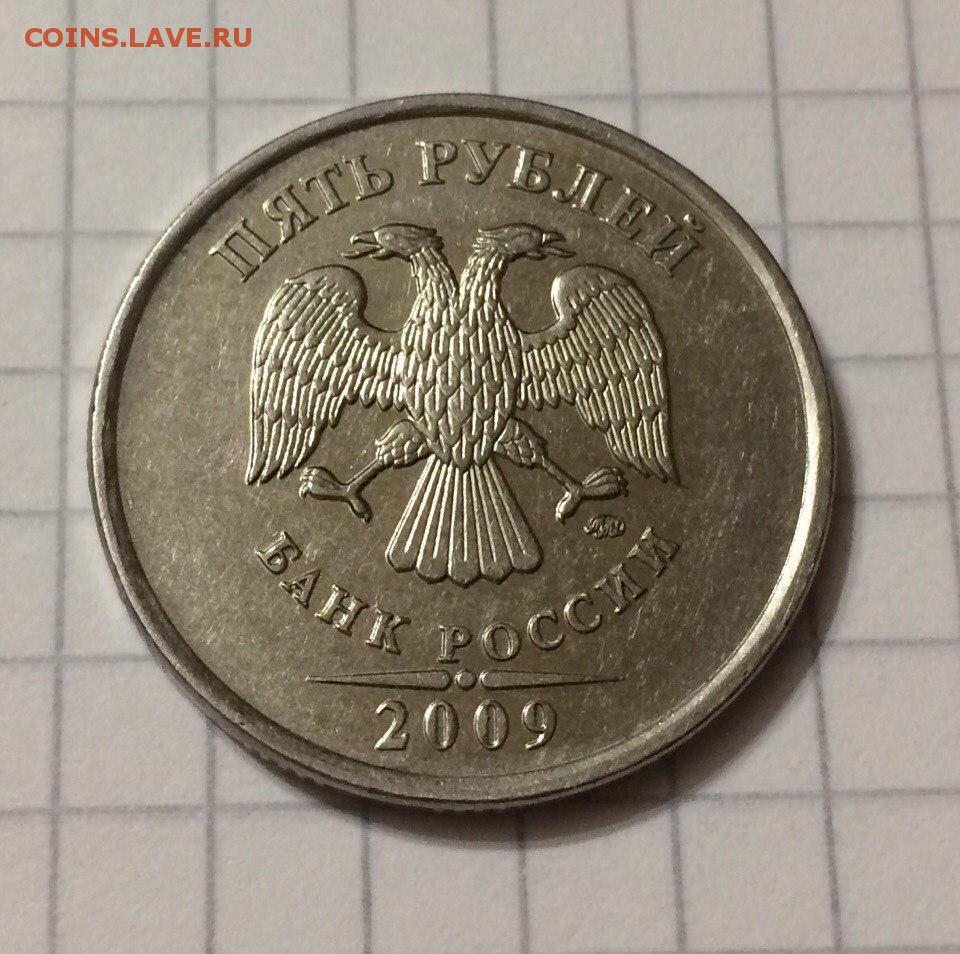 COINS.LAVE.RU
ПЯТЬ РУБЛЕЙ
ММД
БАНК РОССИИ
2009